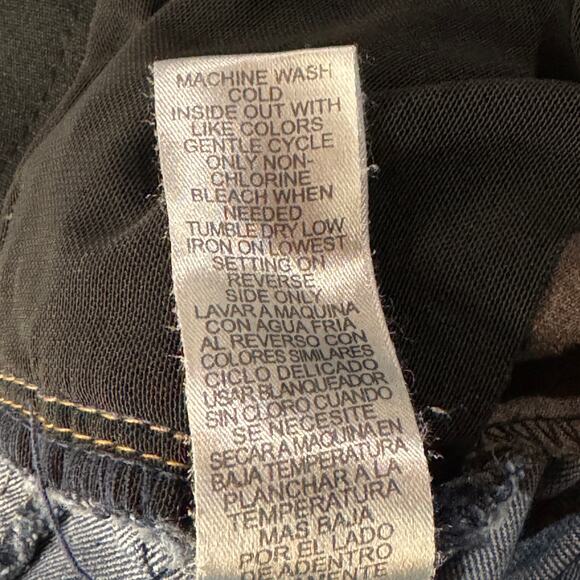 MACHINE WASH
COLD
INSIDE OUT WITH
LIKE COLORS
GENTLE CYCLE
ONLY NON-
CHLORINE
BLEACH WHEN
NEEDED
TUMBLE DRY LOW
IRON ON LOWEST
SETTING ON
REVERSE
SIDE ONLY
LAVAR A MAQUINA
CON AGUA FRIA
AL REVERSO CON
COLORES SIMILARES
CICLO DELICADO
USAR BLANQUEADOR
SIN CLORO CUANDO
SE NECESITE
SECAR A MAQUINA EN
BAJA TEMPERATURA
PLANCHAR A LA
TEMPERATURA
MAS BAJA
POR EL LADO
DE ADENTRO